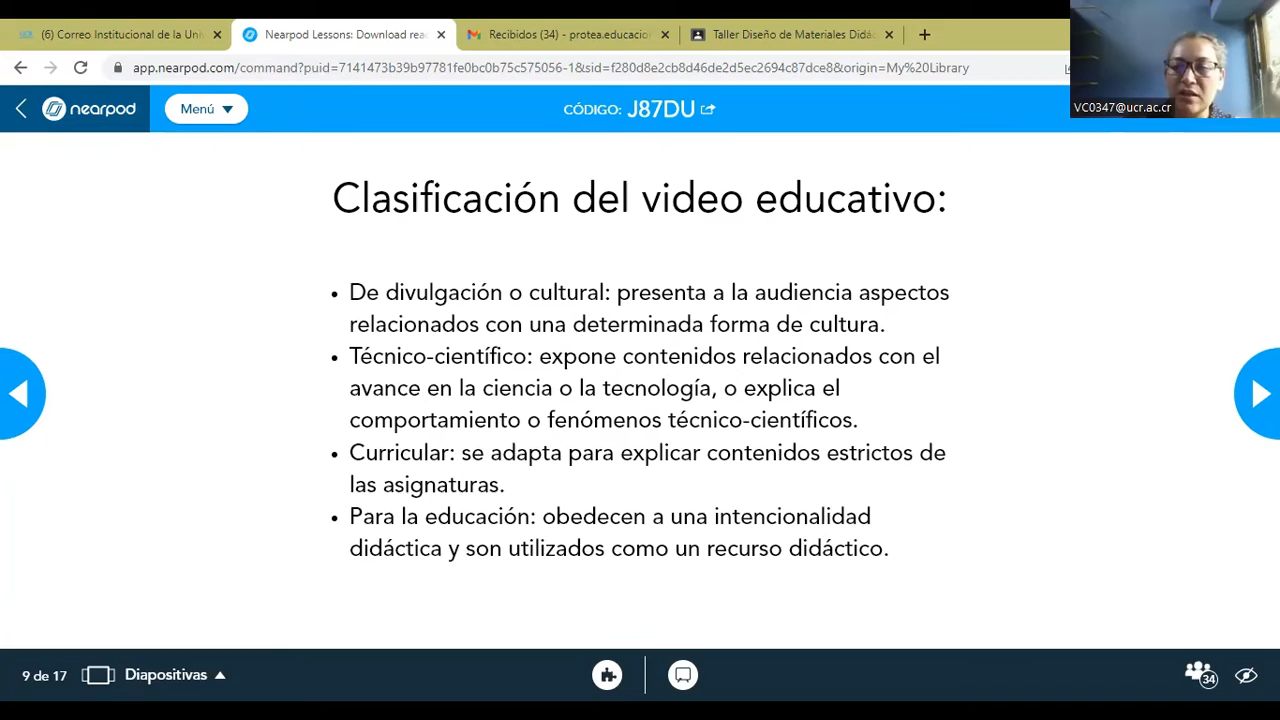 (6) Correo Institucional de la Uni
Nearpod Lessons: Download rea
Recibidos (34) - protea.educacion
Taller Diseño de Materiales Didác
app.nearpod.com/command?puid=7141473b39b97781fe0bc0b75c575056-1&sid=f280d8e2cb8d46de2d5ec2694c87dce8&origin=My%20Library
VC0347@ucr.ac.cr
nearpod
Menú
CÓDIGO: J87DU
Clasificación del video educativo:
• De divulgación o cultural: presenta a la audiencia aspectos
relacionados con una determinada forma de cultura.
• Técnico-científico: expone contenidos relacionados con el
avance en la ciencia o la tecnología, o explica el
comportamiento o fenómenos técnico-científicos.
• Curricular: se adapta para explicar contenidos estrictos de
las asignaturas.
• Para la educación: obedecen a una intencionalidad
didáctica y son utilizados como un recurso didáctico.
9 de 17
Diapositivas
34